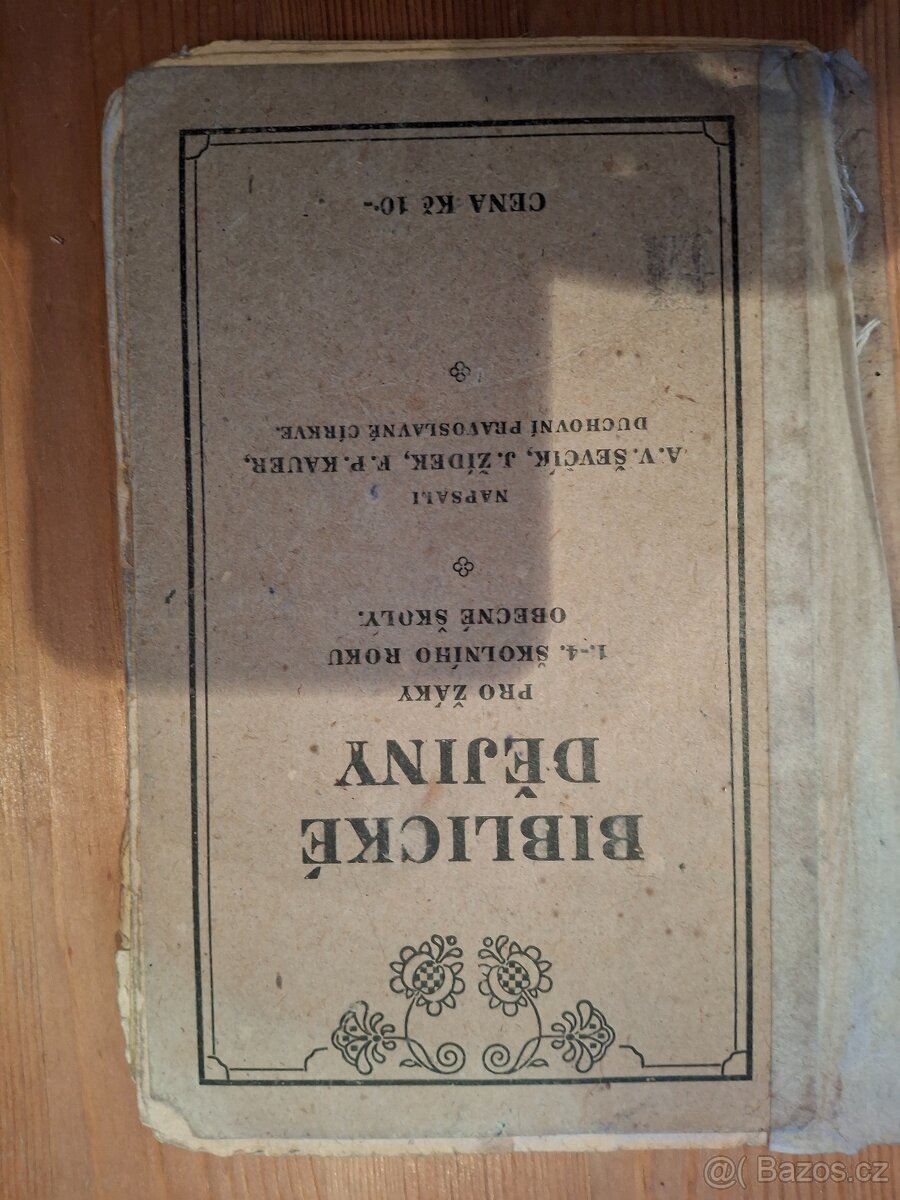 BIBLICKÉ
DĚJINY
PRO ŽÁKY
1.-4. ŠKOLNÍHO ROKU
OBECNÉ ŠKOLY.
NAPSALI
A. V. ŠEVČÍK, J. ŽÍDEK, F. P. KAUER,
DUCHOVNÍ PRAVOSLAVNÉ CÍRKVE.
CENA Kč 10·-
@( Bazos.cz